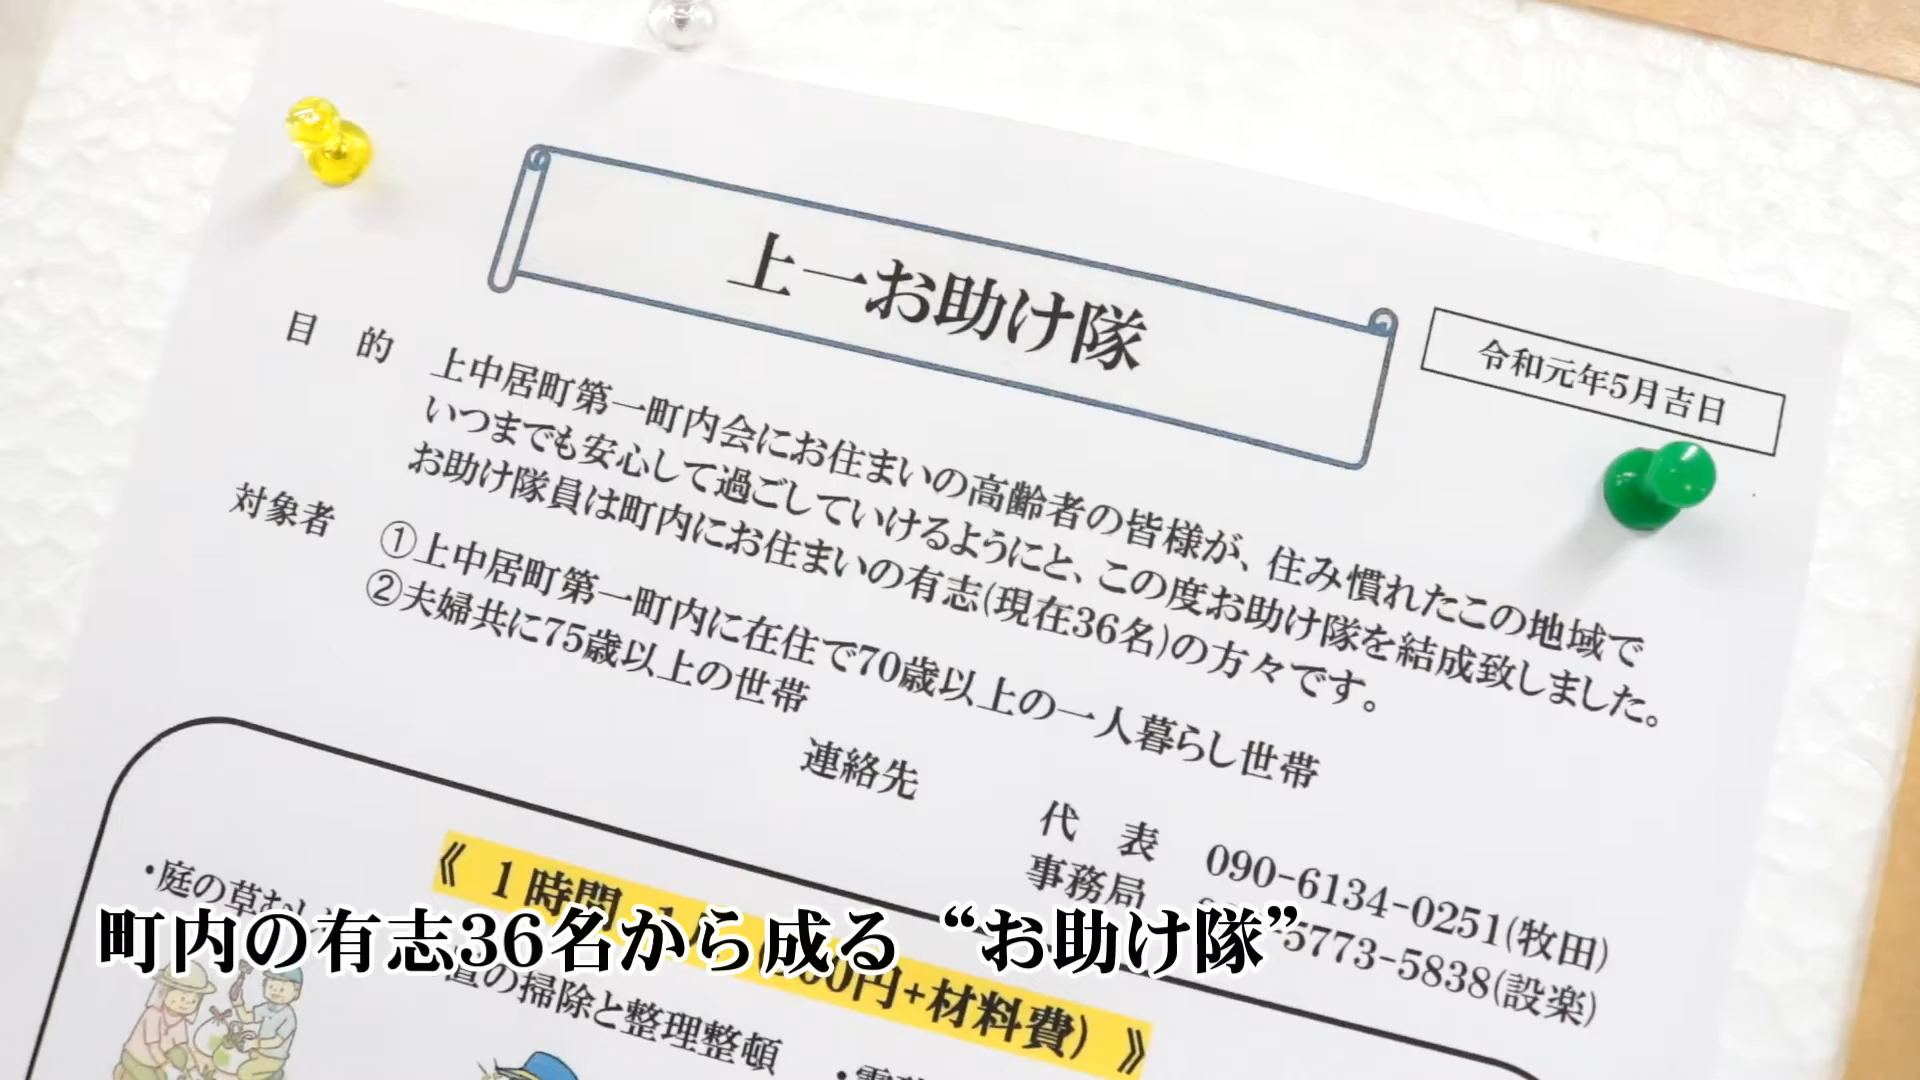 上一お助け隊
令和元年5月吉日
目 的 上中居町第一町内会にお住まいの高齢者の皆様が、住み慣れたこの地域で
いつまでも安心して過ごしていけるようにと、この度お助け隊を結成致しました。
お助け隊員は町内にお住まいの有志(現在36名)の方々です。
対象者 ①上中居町第一町内に在住で70歳以上の一人暮らし世帯
②夫婦共に75歳以上の世帯
連絡先
代 表 090-6134-0251(牧田)
事務局 5773-5838(設楽)
《 1時間 00円+材料費) 》
・庭の草むし
の掃除と整理整頓
町内の有志36名から成る “お助け隊”